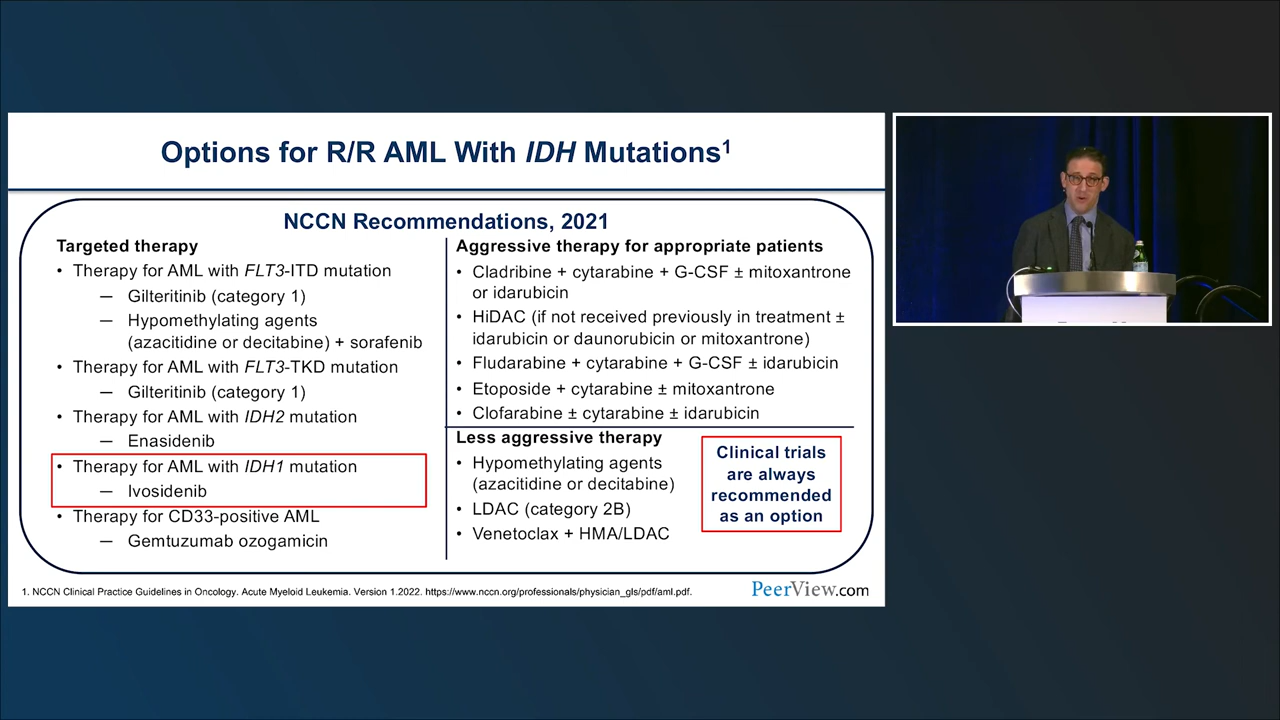 Options for R/R AML With IDH Mutations1
NCCN Recommendations, 2021
Targeted therapy
• Therapy for AML with FLT3-ITD mutation
— Gilteritinib (category 1)
— Hypomethylating agents
(azacitidine or decitabine) + sorafenib
• Therapy for AML with FLT3-TKD mutation
— Gilteritinib (category 1)
• Therapy for AML with IDH2 mutation
— Enasidenib
• Therapy for AML with IDH1 mutation
— Ivosidenib
• Therapy for CD33-positive AML
— Gemtuzumab ozogamicin
Aggressive therapy for appropriate patients
• Cladribine + cytarabine + G-CSF ± mitoxantrone
or idarubicin
• HiDAC (if not received previously in treatment ±
idarubicin or daunorubicin or mitoxantrone)
• Fludarabine + cytarabine + G-CSF ± idarubicin
• Etoposide + cytarabine ± mitoxantrone
• Clofarabine ± cytarabine ± idarubicin
Less aggressive therapy
• Hypomethylating agents
(azacitidine or decitabine)
• LDAC (category 2B)
• Venetoclax + HMA/LDAC
Clinical trials
are always
recommended
as an option
1. NCCN Clinical Practice Guidelines in Oncology. Acute Myeloid Leukemia. Version 1.2022. https://www.nccn.org/professionals/physician_gls/pdf/aml.pdf.
PeerView.com